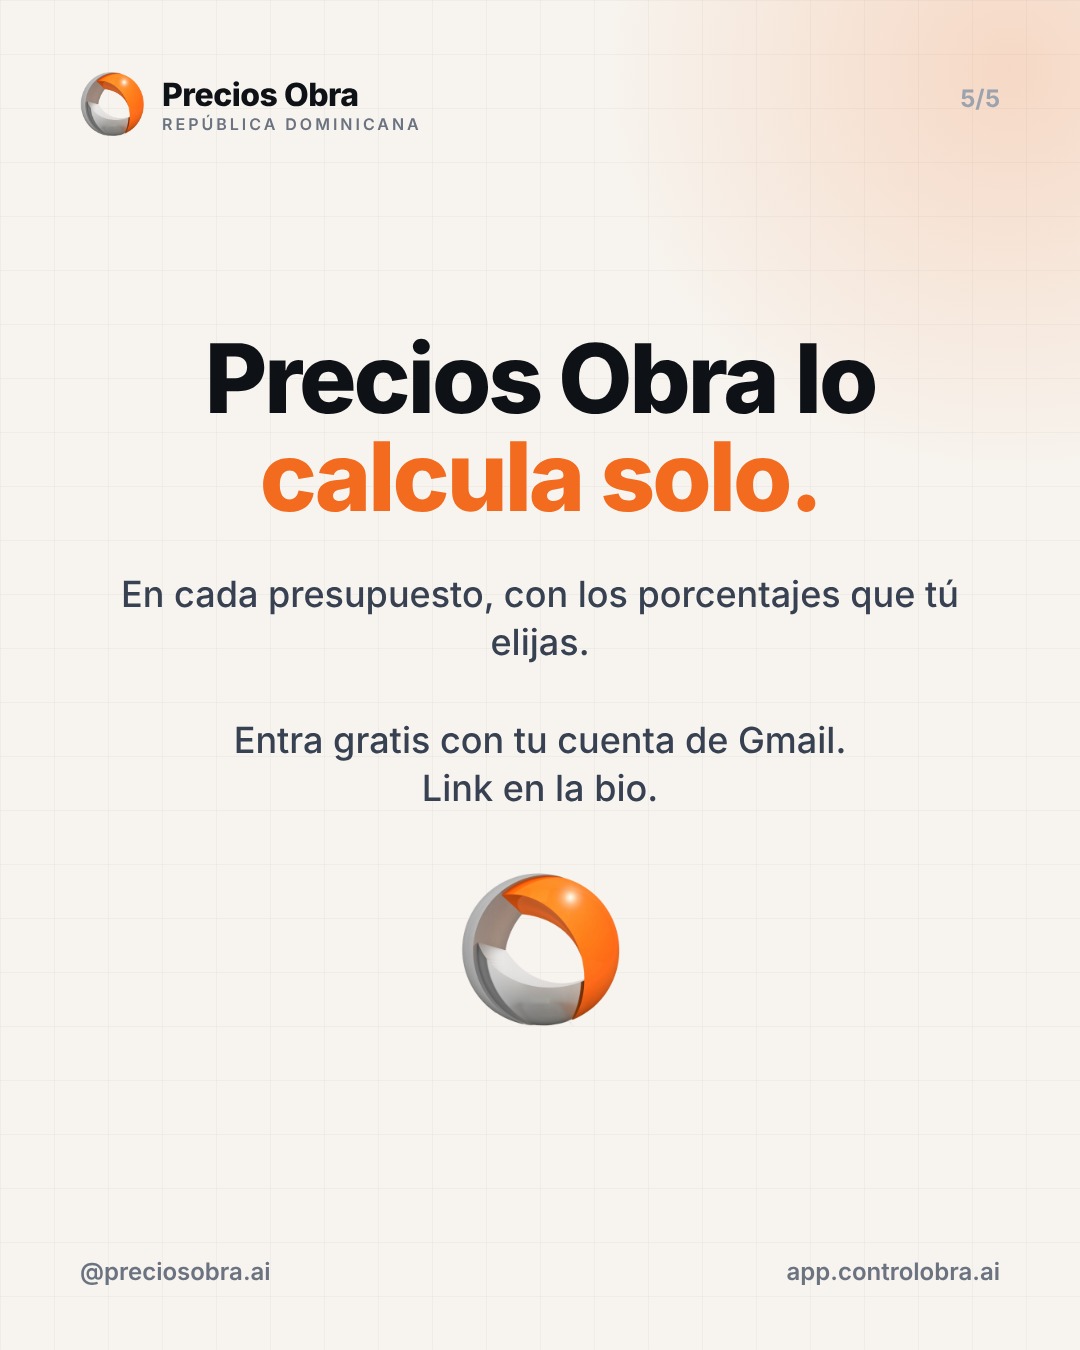 Precios Obra
REPÚBLICA DOMINICANA
5/5
Precios Obra lo
calcula solo.
En cada presupuesto, con los porcentajes que tú
elijas.
Entra gratis con tu cuenta de Gmail.
Link en la bio.
@preciosobra.ai
app.controlobra.ai